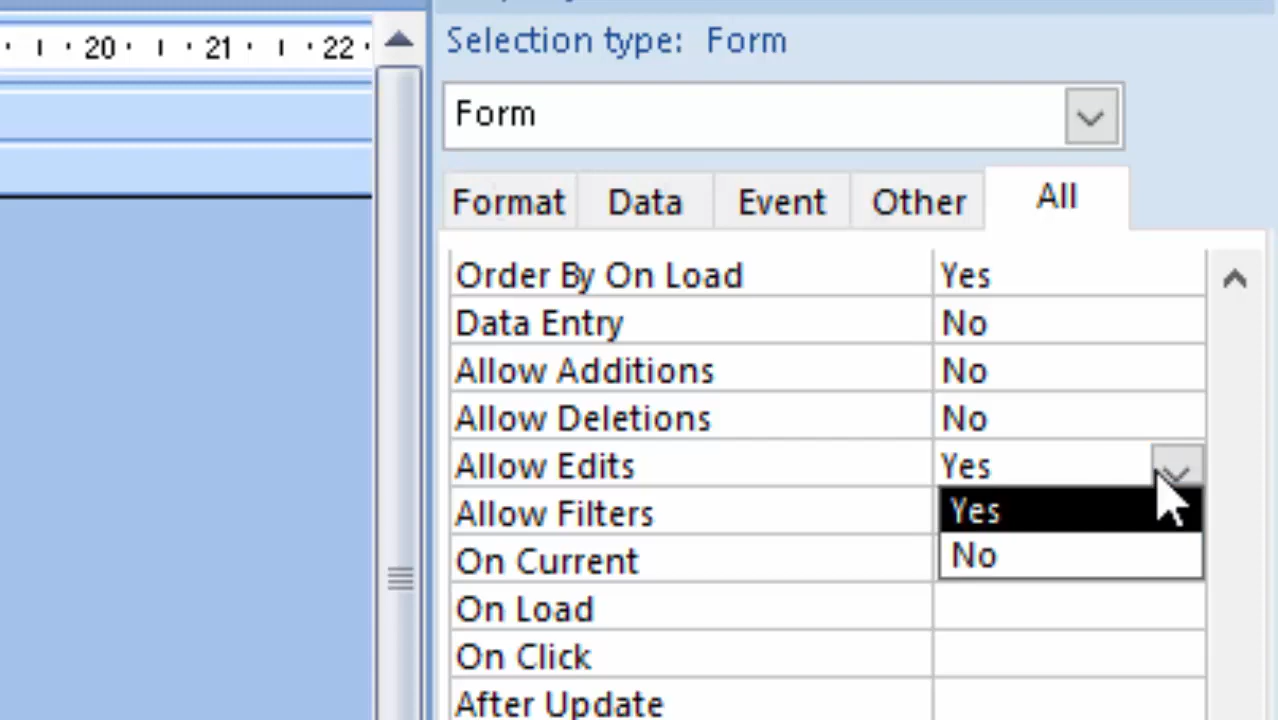 20 21 22
Selection type: Form
Form
Format Data Event Other All
Order By On Load Yes
Data Entry No
Allow Additions No
Allow Deletions No
Allow Edits Yes
Yes
Allow Filters
No
On Current
On Load
On Click
After Update